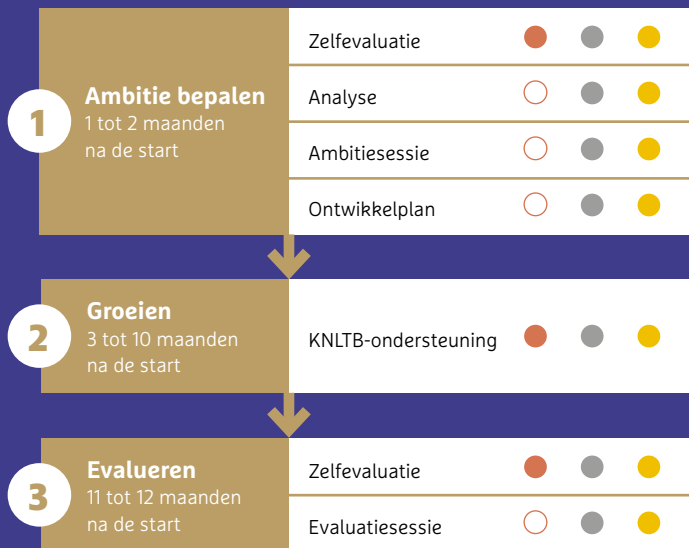 1
Ambitie bepalen
1 tot 2 maanden
na de start
Zelfevaluatie
Analyse
Ambitiesessie
Ontwikkelplan
2
Groeien
3 tot 10 maanden
na de start
KNLTB-ondersteuning
3
Evalueren
11 tot 12 maanden
na de start
Zelfevaluatie
Evaluatiesessie